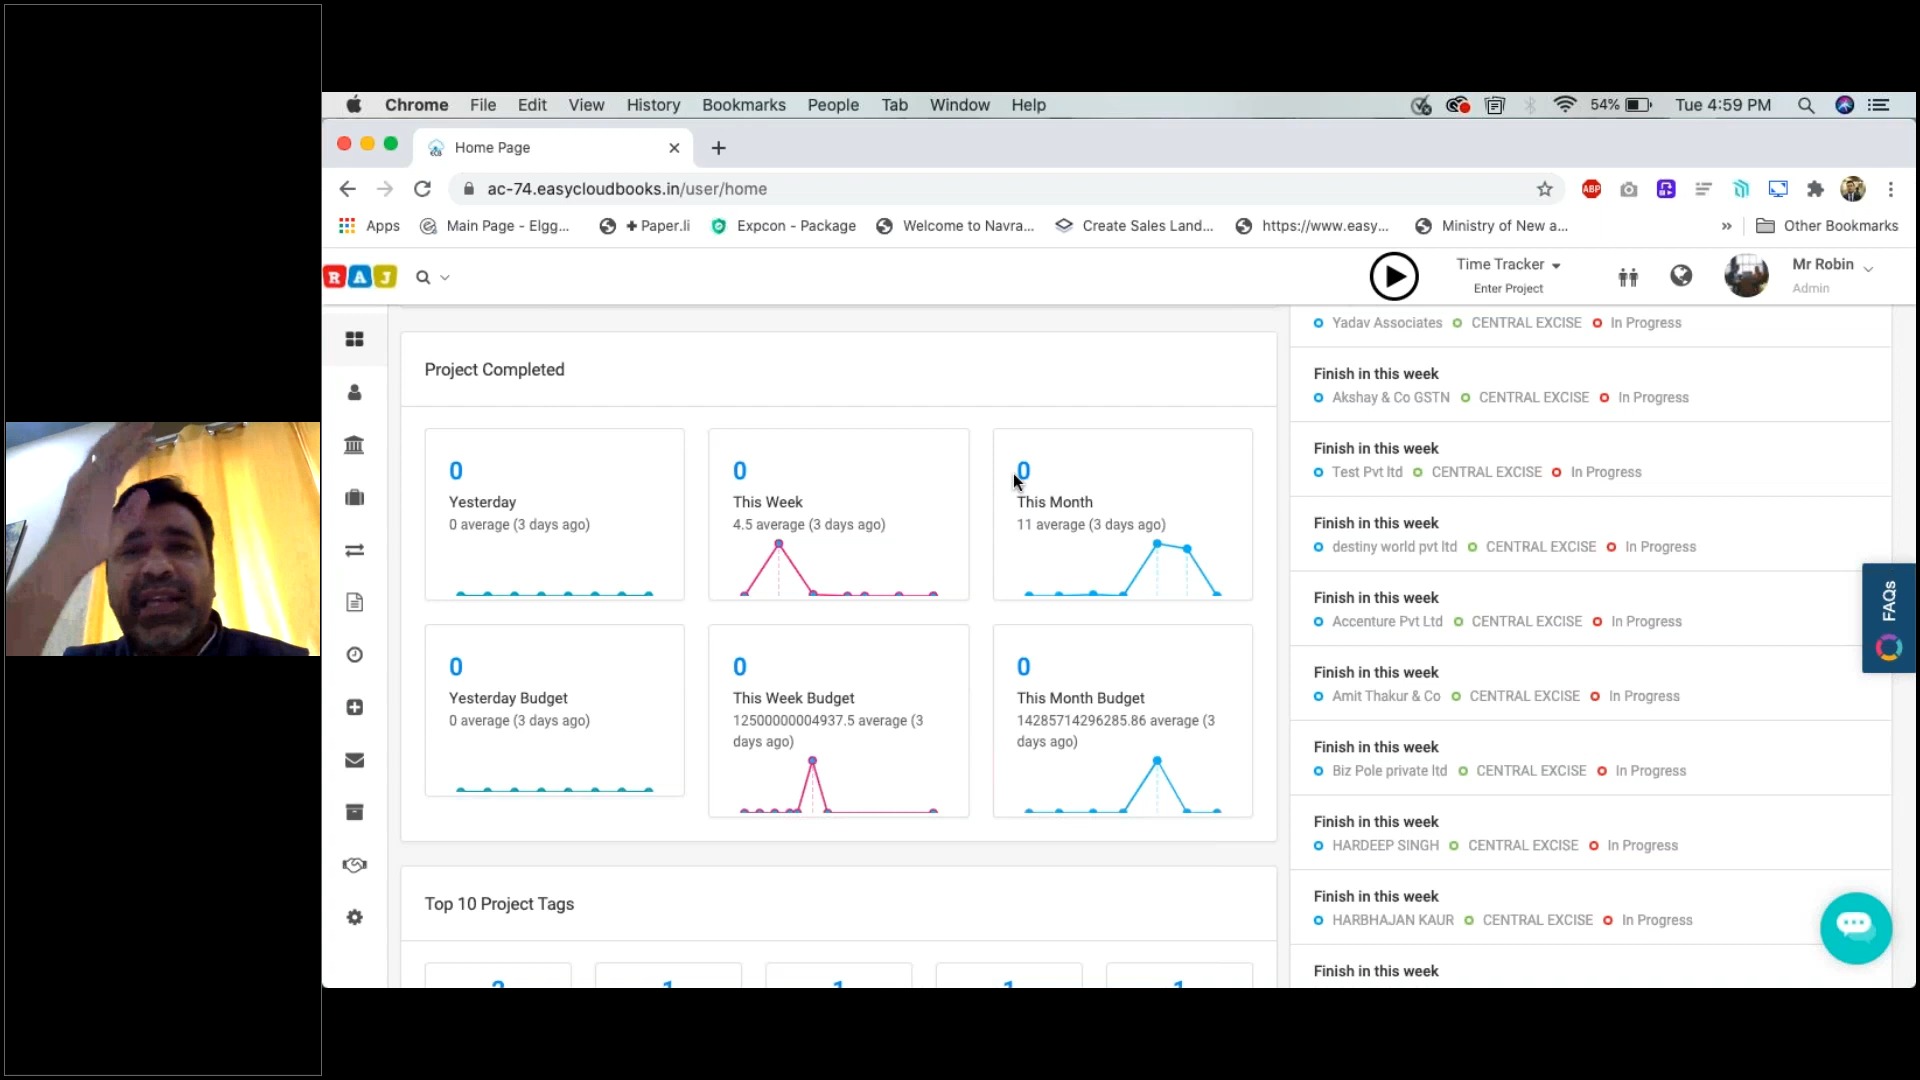 Chrome File Edit View History Bookmarks People Tab Window Help 54% Tue 4:59 PM
Home Page
ac-74.easycloudbooks.in/user/home
ABP
Apps Main Page - Elgg... + Paper.li Expcon - Package Welcome to Navra... Create Sales Land... https://www.easy... Ministry of New a... » Other Bookmarks
RAJ
Time Tracker
Enter Project
Mr Robin
Admin
Project Completed
0
Yesterday
0 average (3 days ago)
0
This Week
4.5 average (3 days ago)
0
This Month
11 average (3 days ago)
0
Yesterday Budget
0 average (3 days ago)
0
This Week Budget
12500000004937.5 average (3
days ago)
0
This Month Budget
14285714296285.86 average (3
days ago)
Top 10 Project Tags
Yadav Associates CENTRAL EXCISE In Progress
Finish in this week
Akshay & Co GSTN CENTRAL EXCISE In Progress
Finish in this week
Test Pvt ltd CENTRAL EXCISE In Progress
Finish in this week
destiny world pvt ltd CENTRAL EXCISE In Progress
Finish in this week
Accenture Pvt Ltd CENTRAL EXCISE In Progress
Finish in this week
Amit Thakur & Co CENTRAL EXCISE In Progress
Finish in this week
Biz Pole private ltd CENTRAL EXCISE In Progress
Finish in this week
HARDEEP SINGH CENTRAL EXCISE In Progress
Finish in this week
HARBHAJAN KAUR CENTRAL EXCISE In Progress
Finish in this week
FAQs